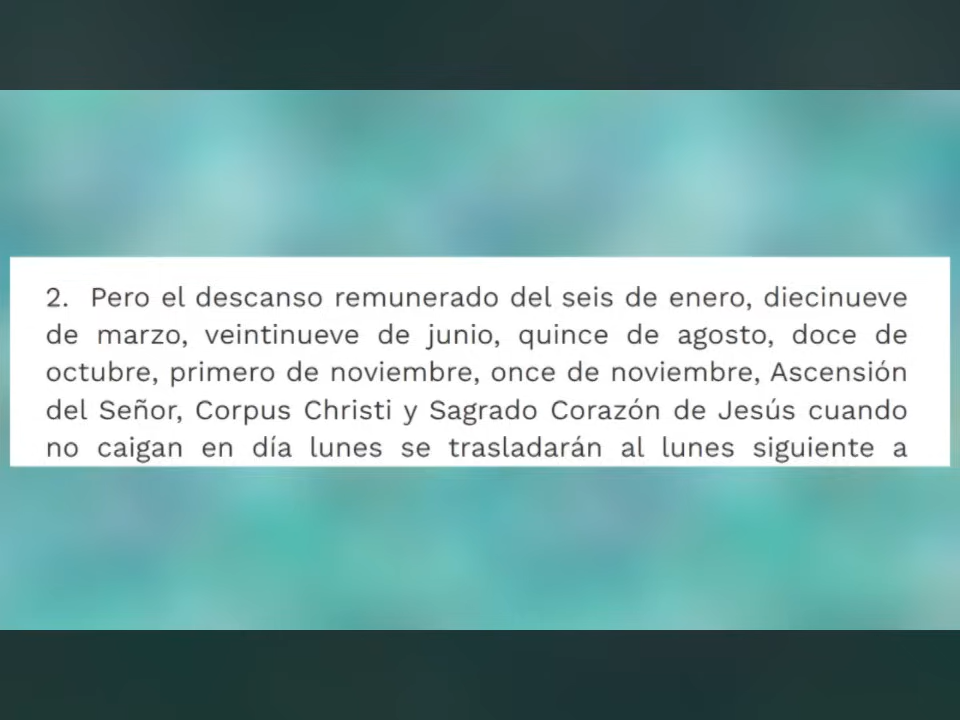 2. Pero el descanso remunerado del seis de enero, diecinueve
de marzo, veintinueve de junio, quince de agosto, doce de
octubre, primero de noviembre, once de noviembre, Ascensión
del Señor, Corpus Christi y Sagrado Corazón de Jesús cuando
no caigan en día lunes se trasladarán al lunes siguiente a